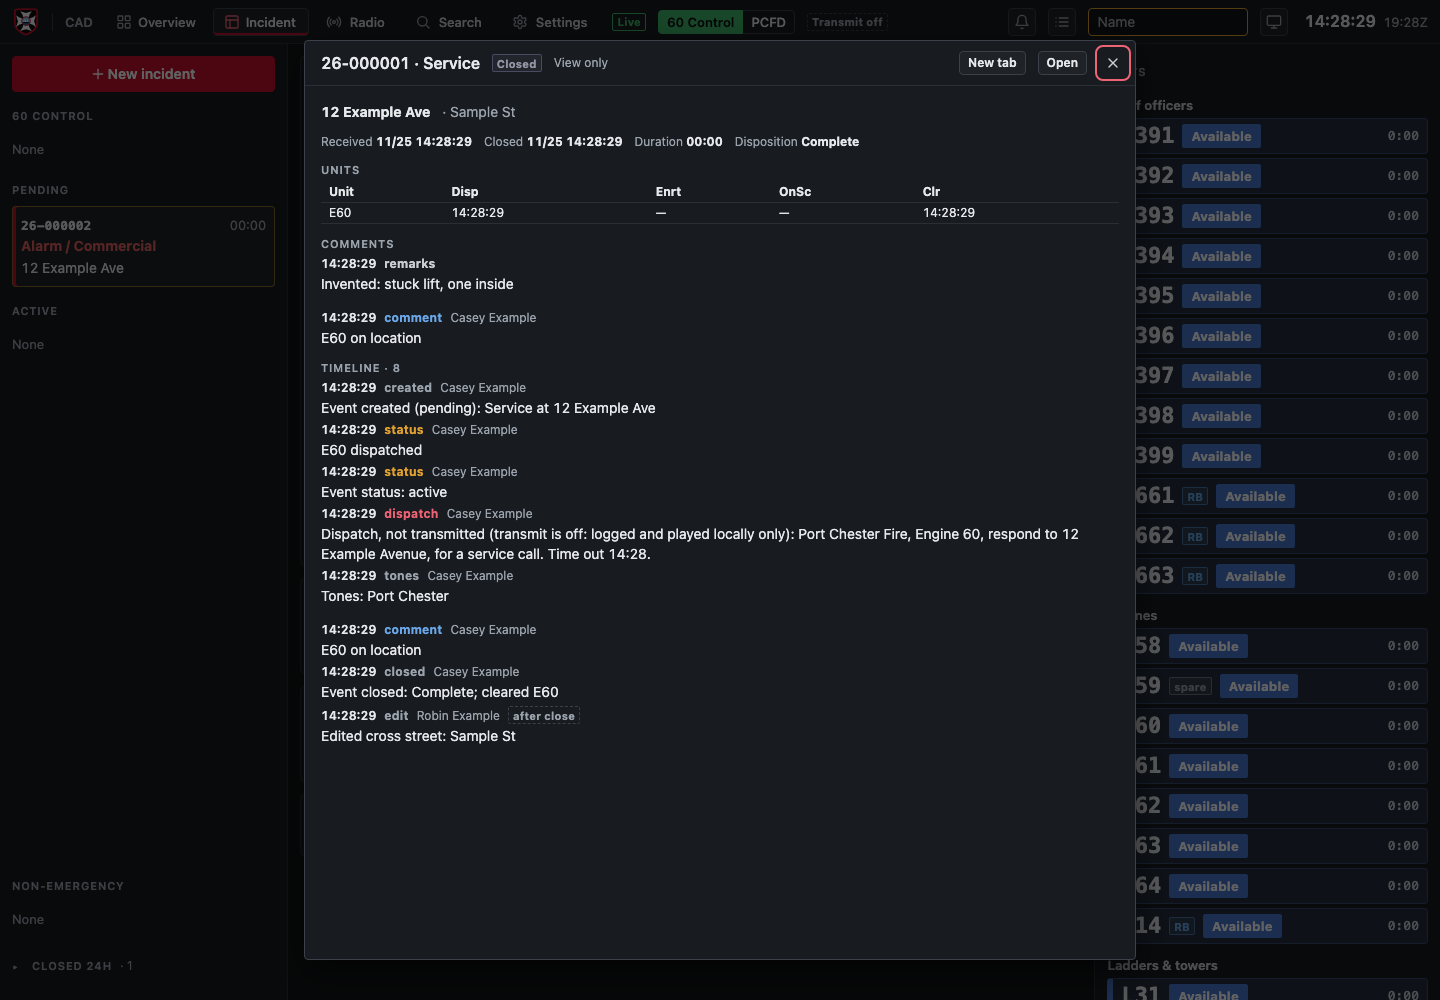 CAD
Overview
Incident
Radio
Search
Settings
Live
60 Control
PCFD
Transmit off
Name
14:28:29 19:28Z
+ New incident
60 CONTROL
None
PENDING
26-000002 00:00
Alarm / Commercial
12 Example Ave
ACTIVE
None
NON-EMERGENCY
None
CLOSED 24H · 1
26-000001 · Service Closed View only
New tab
Open
12 Example Ave · Sample St
Received 11/25 14:28:29 Closed 11/25 14:28:29 Duration 00:00 Disposition Complete
UNITS
Unit Disp Enrt OnSc Clr
E60 14:28:29 — — 14:28:29
COMMENTS
14:28:29 remarks
Invented: stuck lift, one inside
14:28:29 comment Casey Example
E60 on location
TIMELINE · 8
14:28:29 created Casey Example
Event created (pending): Service at 12 Example Ave
14:28:29 status Casey Example
E60 dispatched
14:28:29 status Casey Example
Event status: active
14:28:29 dispatch Casey Example
Dispatch, not transmitted (transmit is off: logged and played locally only): Port Chester Fire, Engine 60, respond to 12
Example Avenue, for a service call. Time out 14:28.
14:28:29 tones Casey Example
Tones: Port Chester
14:28:29 comment Casey Example
E60 on location
14:28:29 closed Casey Example
Event closed: Complete; cleared E60
14:28:29 edit Robin Example after close
Edited cross street: Sample St
f officers
391 Available 0:00
392 Available 0:00
393 Available 0:00
394 Available 0:00
395 Available 0:00
396 Available 0:00
397 Available 0:00
398 Available 0:00
399 Available 0:00
661 RB Available 0:00
662 RB Available 0:00
663 RB Available 0:00
nes
58 Available 0:00
59 spare Available 0:00
60 Available 0:00
61 Available 0:00
62 Available 0:00
63 Available 0:00
64 Available 0:00
14 RB Available 0:00
Ladders & towers
L31 Available 0:00